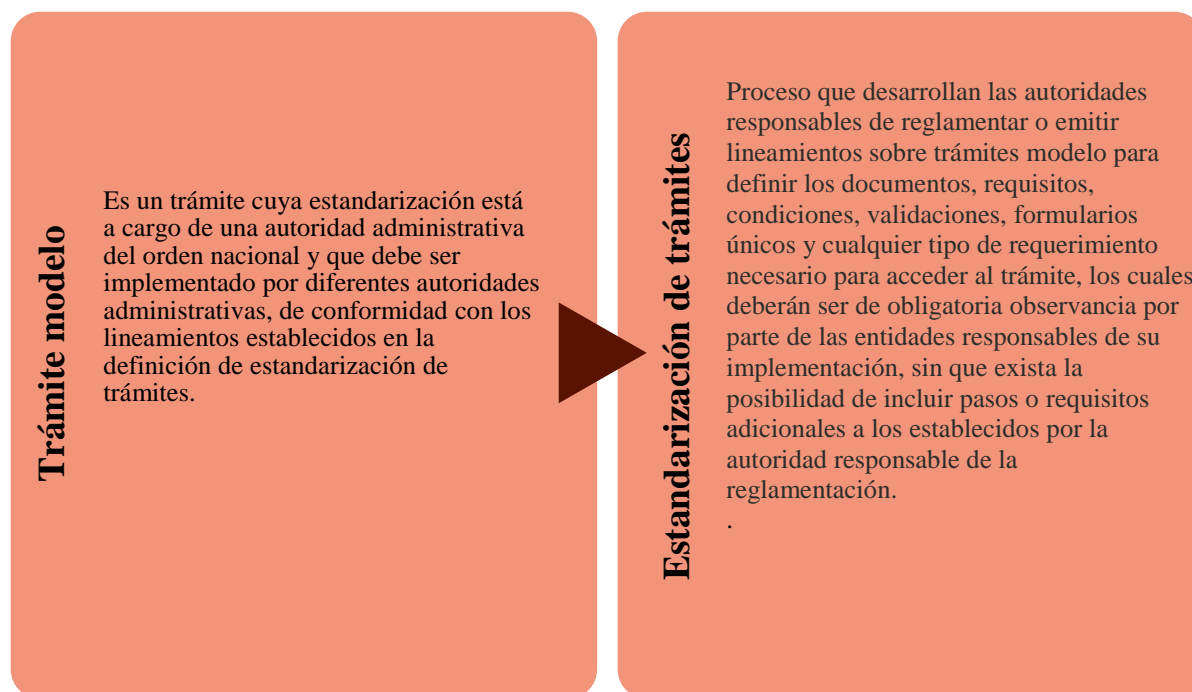 Trámite modelo
Es un trámite cuya estandarización está
a cargo de una autoridad administrativa
del orden nacional y que debe ser
implementado por diferentes autoridades
administrativas, de conformidad con los
lineamientos establecidos en la
definición de estandarización de
trámites.
Estandarización de trámites
Proceso que desarrollan las autoridades
responsables de reglamentar o emitir
lineamientos sobre trámites modelo para
definir los documentos, requisitos,
condiciones, validaciones, formularios
únicos y cualquier tipo de requerimiento
necesario para acceder al trámite, los cuales
deberán ser de obligatoria observancia por
parte de las entidades responsables de su
implementación, sin que exista la
posibilidad de incluir pasos o requisitos
adicionales a los establecidos por la
autoridad responsable de la
reglamentación.
.